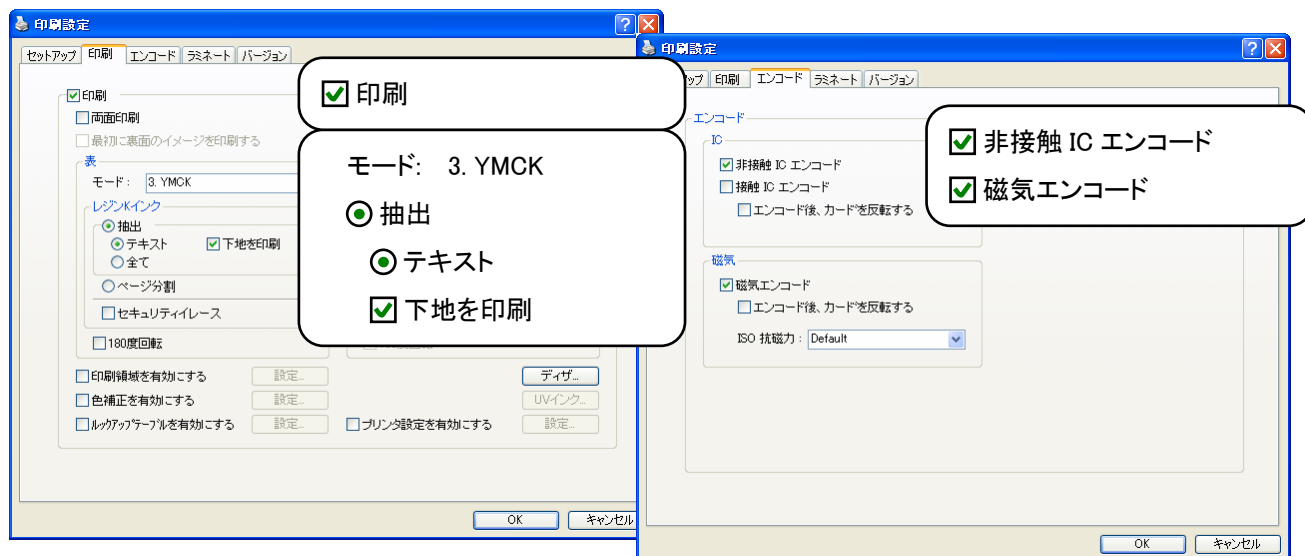 印刷設定
セットアップ 印刷 エンコード ラミネート バージョン
印刷
両面印刷
最初に裏面のイメージを印刷する
表
モード： 3. YMCK
レジンKインク
抽出
テキスト 下地を印刷
全て
ページ分割
セキュリティイレース
180度回転
印刷領域を有効にする 設定... ディザ...
色補正を有効にする 設定... UVインク...
ルックアップテーブルを有効にする 設定... プリンタ設定を有効にする 設定...
OK キャンセル
印刷
モード: 3. YMCK
抽出
テキスト
下地を印刷
印刷設定
印刷 エンコード ラミネート バージョン
エンコード
IC
非接触 IC エンコード
接触 IC エンコード
エンコード後、カードを反転する
磁気
磁気エンコード
エンコード後、カードを反転する
ISO 抗磁力： Default
OK キャンセル
非接触 IC エンコード
磁気エンコード